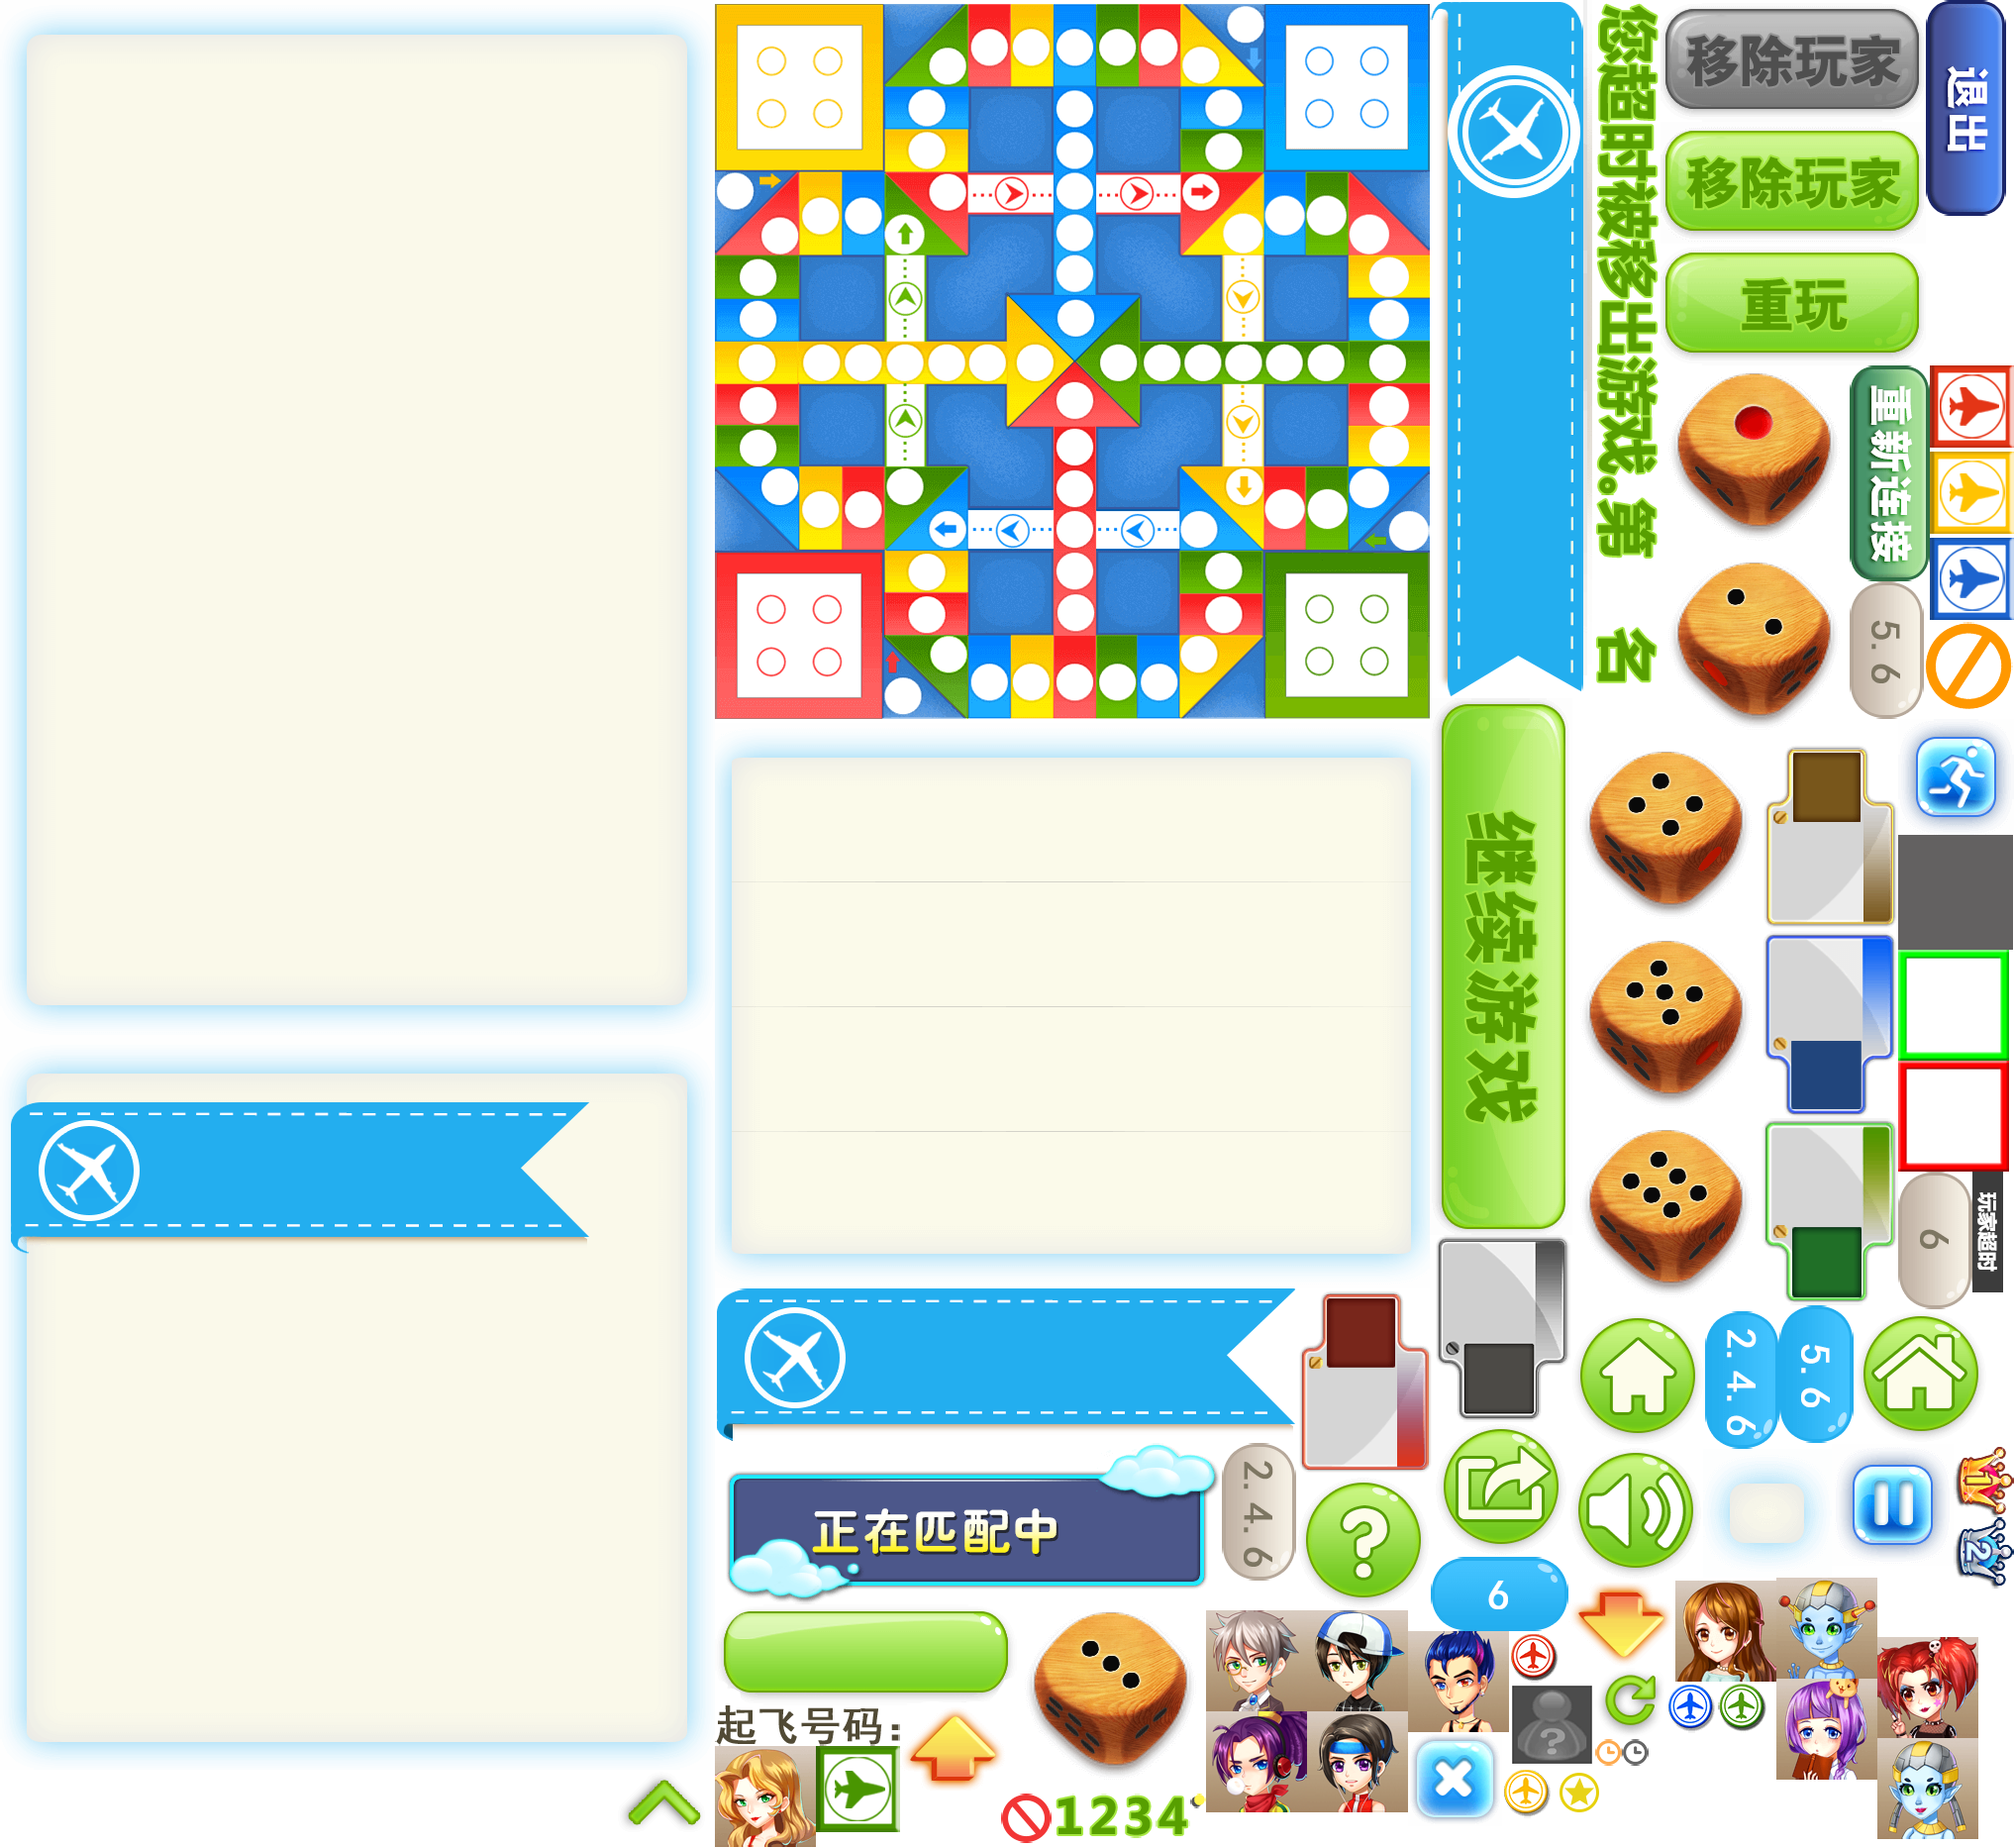 您超时被移出游戏。第 名
移除玩家
移除玩家
重玩
退出
重新连接
5. 6
继续游戏
6
玩家超时
2. 4. 6
5. 6
正在匹配中
2. 4. 6
6
起飞号码:
1234
1
2
?
?